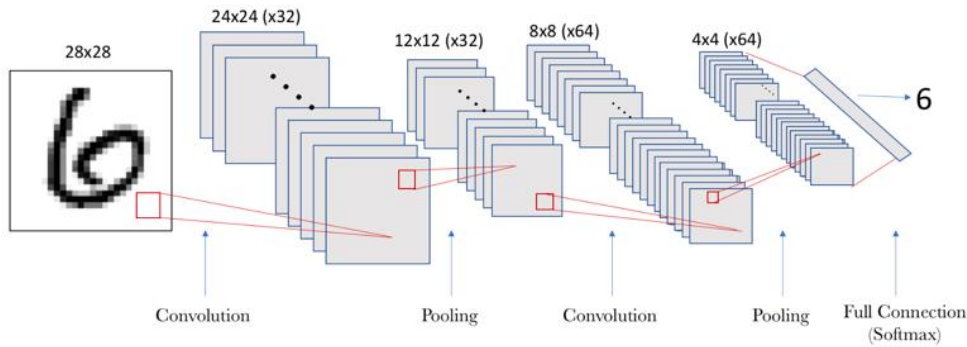 28x28
24x24 (x32)
12x12 (x32)
8x8 (x64)
4x4 (x64)
6
Convolution
Pooling
Convolution
Pooling
Full Connection
(Softmax)